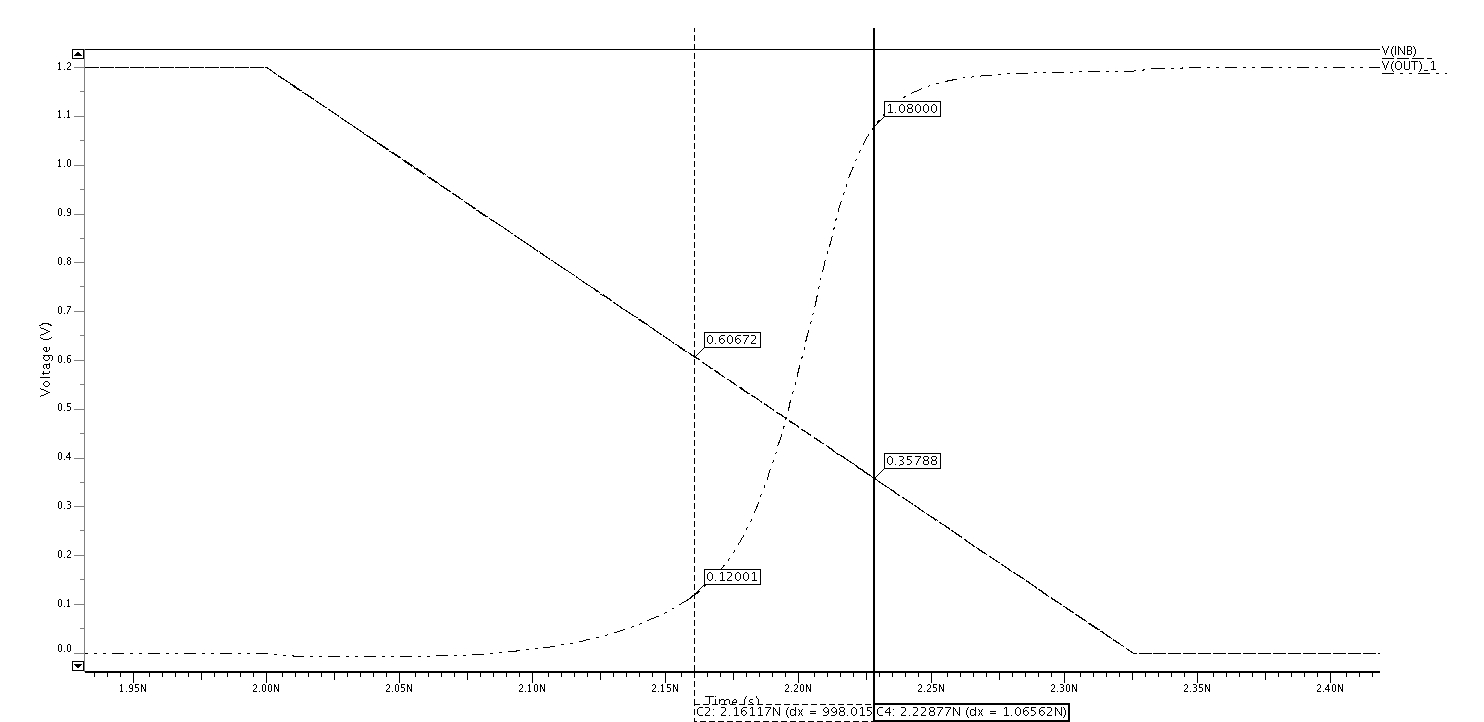 V(INB)
V(OUT)_1
1.2
1.1
1.0
0.9
0.8
0.7
0.6
0.5
0.4
0.3
0.2
0.1
0.0
Voltage (V)
1.08000
0.60672
0.35788
0.12001
1.95N
2.00N
2.05N
2.10N
2.15N
2.20N
2.25N
2.30N
2.35N
2.40N
Time (s)
C2: 2.16117N (dx = 998.015
C4: 2.22877N (dx = 1.06562N)